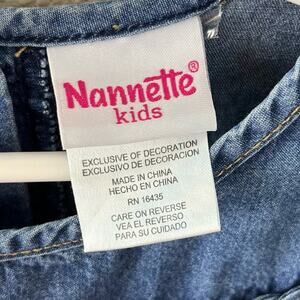 Nannette®
kids
EXCLUSIVE OF DECORATION
EXCLUSIVO DE DECORACION
MADE IN CHINA
HECHO EN CHINA
RN 16435
CARE ON REVERSE
VEA EL REVERSO
PARA SU CUIDADO